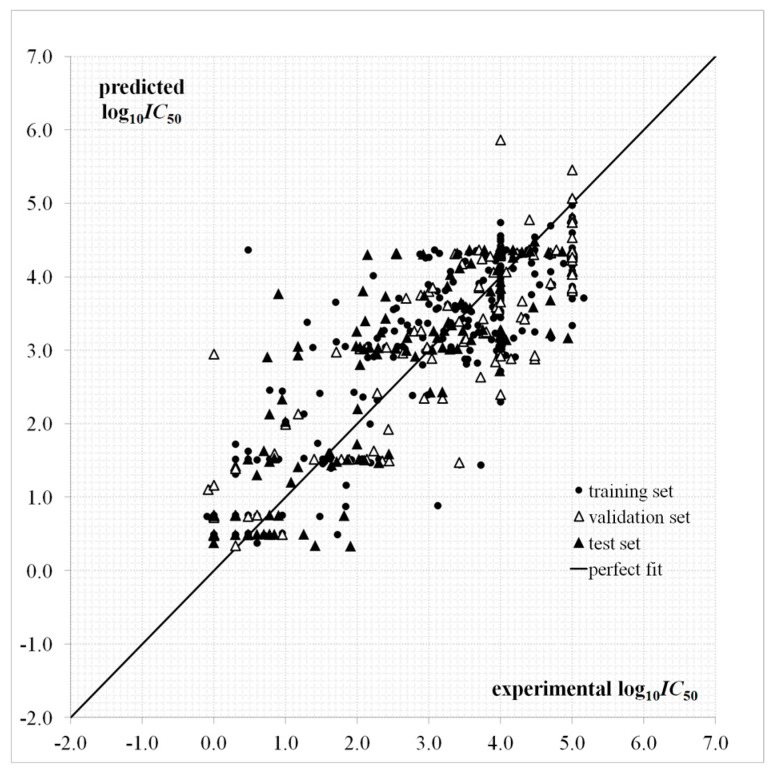 7.0
predicted
log₁₀IC₅₀
6.0
5.0
4.0
3.0
2.0
1.0
training set
validation set
test set
perfect fit
0.0
-1.0
experimental log₁₀IC₅₀
-2.0
-2.0 -1.0 0.0 1.0 2.0 3.0 4.0 5.0 6.0 7.0